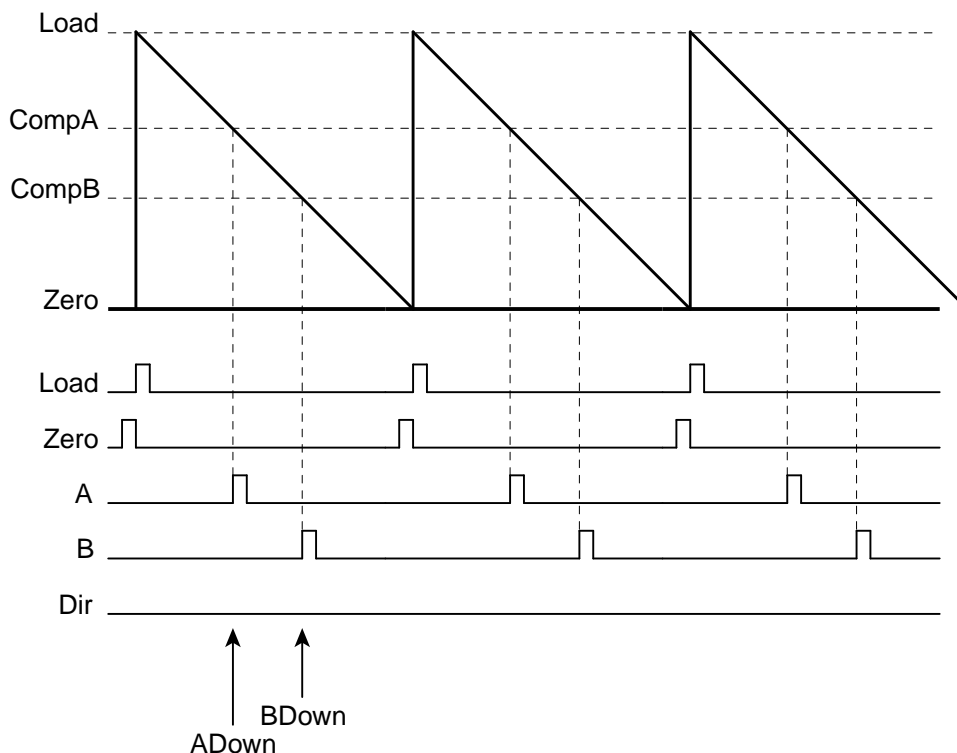 Load
CompA
CompB
Zero
Load
Zero
A
B
Dir
BDown
ADown